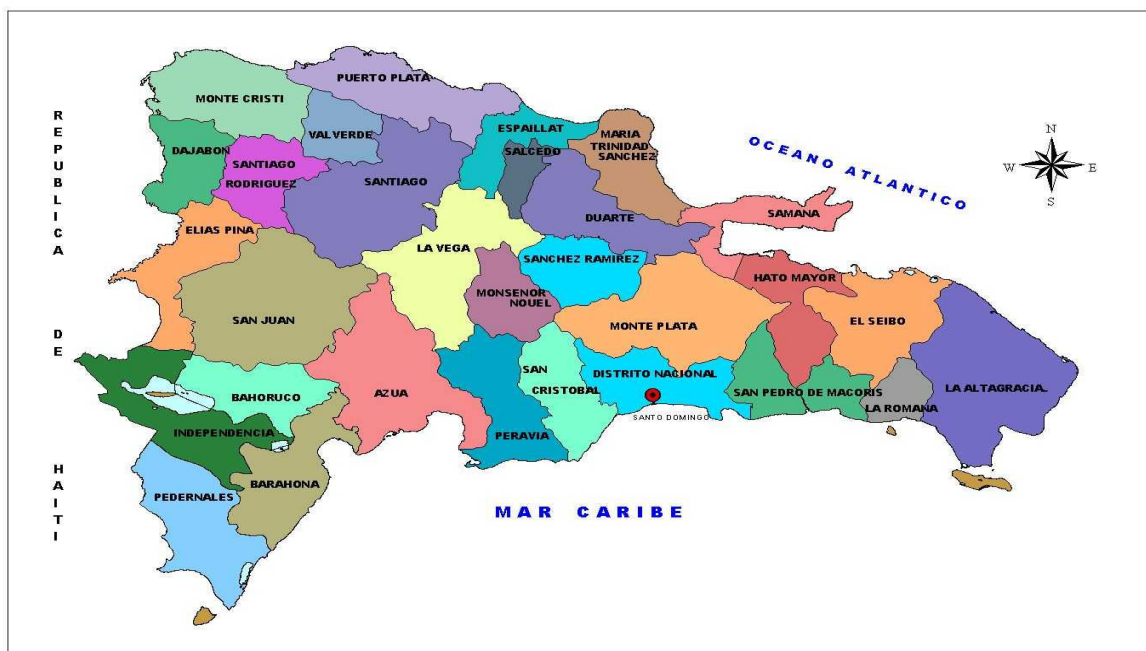 PUERTO PLATA
MONTE CRISTI
VALVERDE
ESPAILLAT
MARIA
TRINIDAD
SANCHEZ
SALCEDO
DAJABON
SANTIAGO
RODRIGUEZ
SANTIAGO
OCEANO ATLANTICO
N
W
E
S
DUARTE
SAMANA
ELIAS PINA
LA VEGA
SANCHEZ RAMIREZ
HATO MAYOR
MONSENOR
NOUEL
SAN JUAN
MONTE PLATA
EL SEIBO
SAN
CRISTOBAL
DISTRITO NACIONAL
AZUA
BAHORUCO
SAN PEDRO DE MACORIS
LA ALTAGRACIA
LA ROMANA
SANTO DOMINGO
INDEPENDENCIA
PERAVIA
BARAHONA
PEDERNALES
MAR CARIBE
REPUBLICA
DE
HAITI